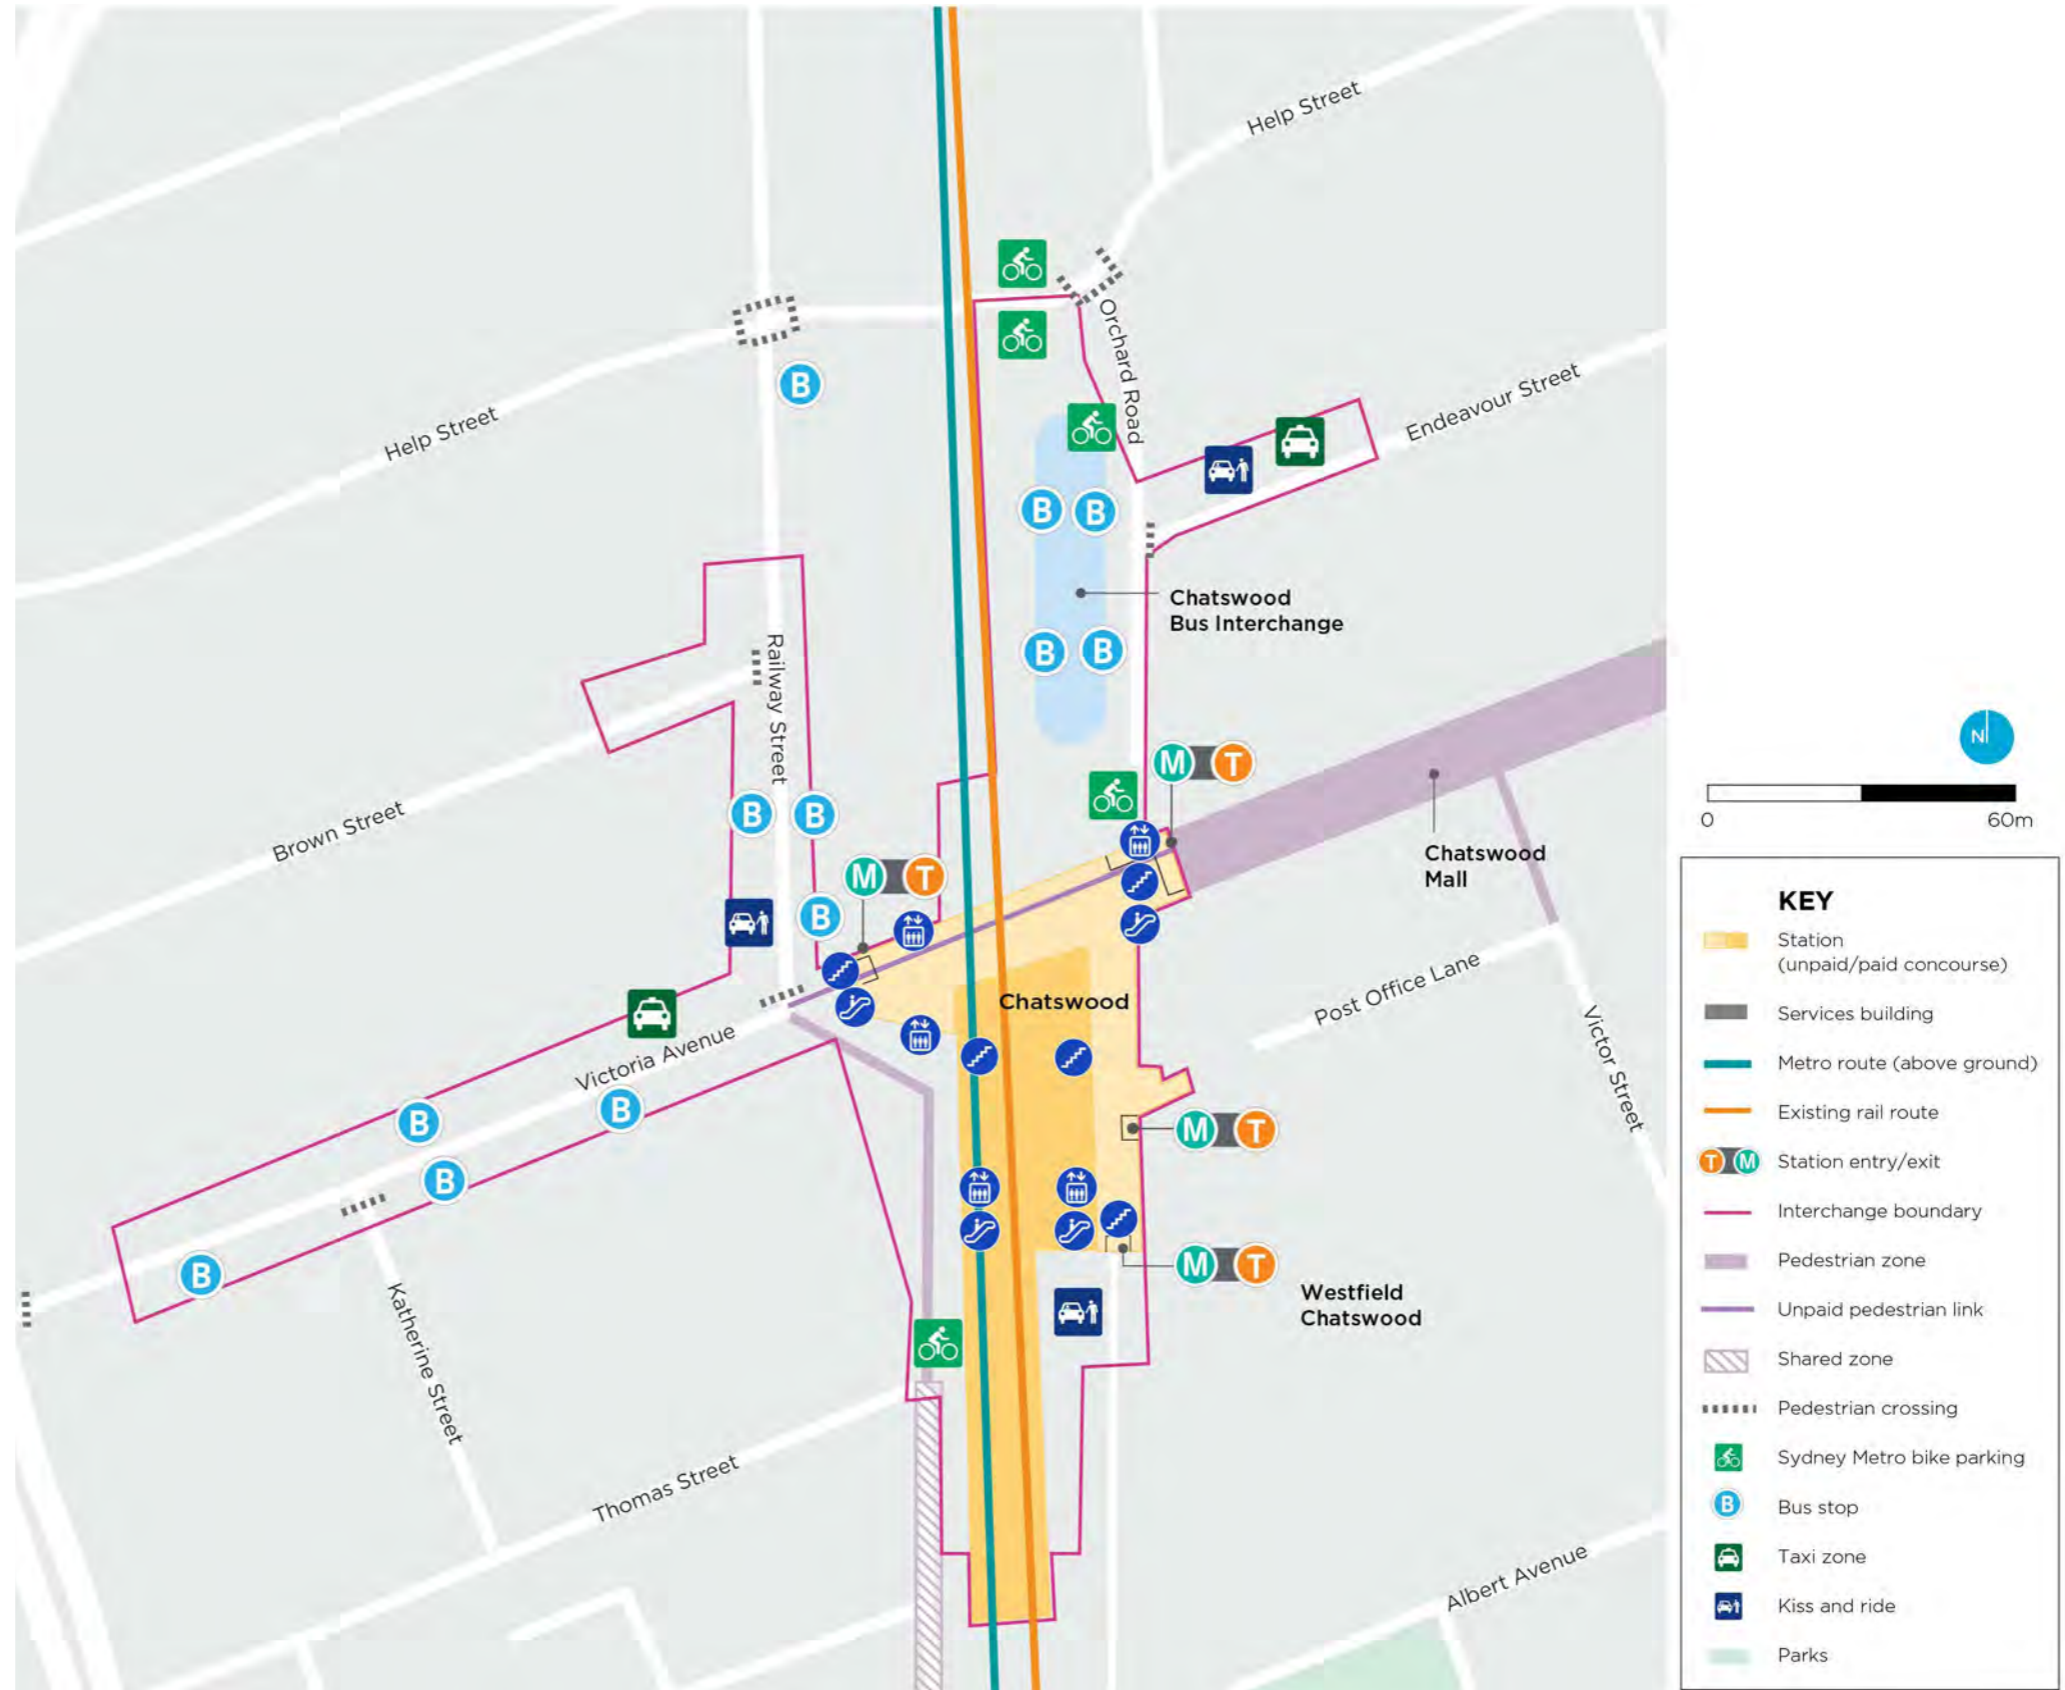 Help Street
Orchard Road
B
Help Street
Endeavour Street
B B
Chatswood
Bus Interchange
B B
Railway Street
N
M T
0 60m
Brown Street
B B
Chatswood
Mall
M T
B
Chatswood
Post Office Lane
Victoria Avenue
Victor Street
B
B
M T
B
M T
B
Westfield
Chatswood
Katherine Street
Thomas Street
Albert Avenue
KEY
Station
(unpaid/paid concourse)
Services building
Metro route (above ground)
Existing rail route
T M Station entry/exit
Interchange boundary
Pedestrian zone
Unpaid pedestrian link
Shared zone
Pedestrian crossing
Sydney Metro bike parking
B Bus stop
Taxi zone
Kiss and ride
Parks